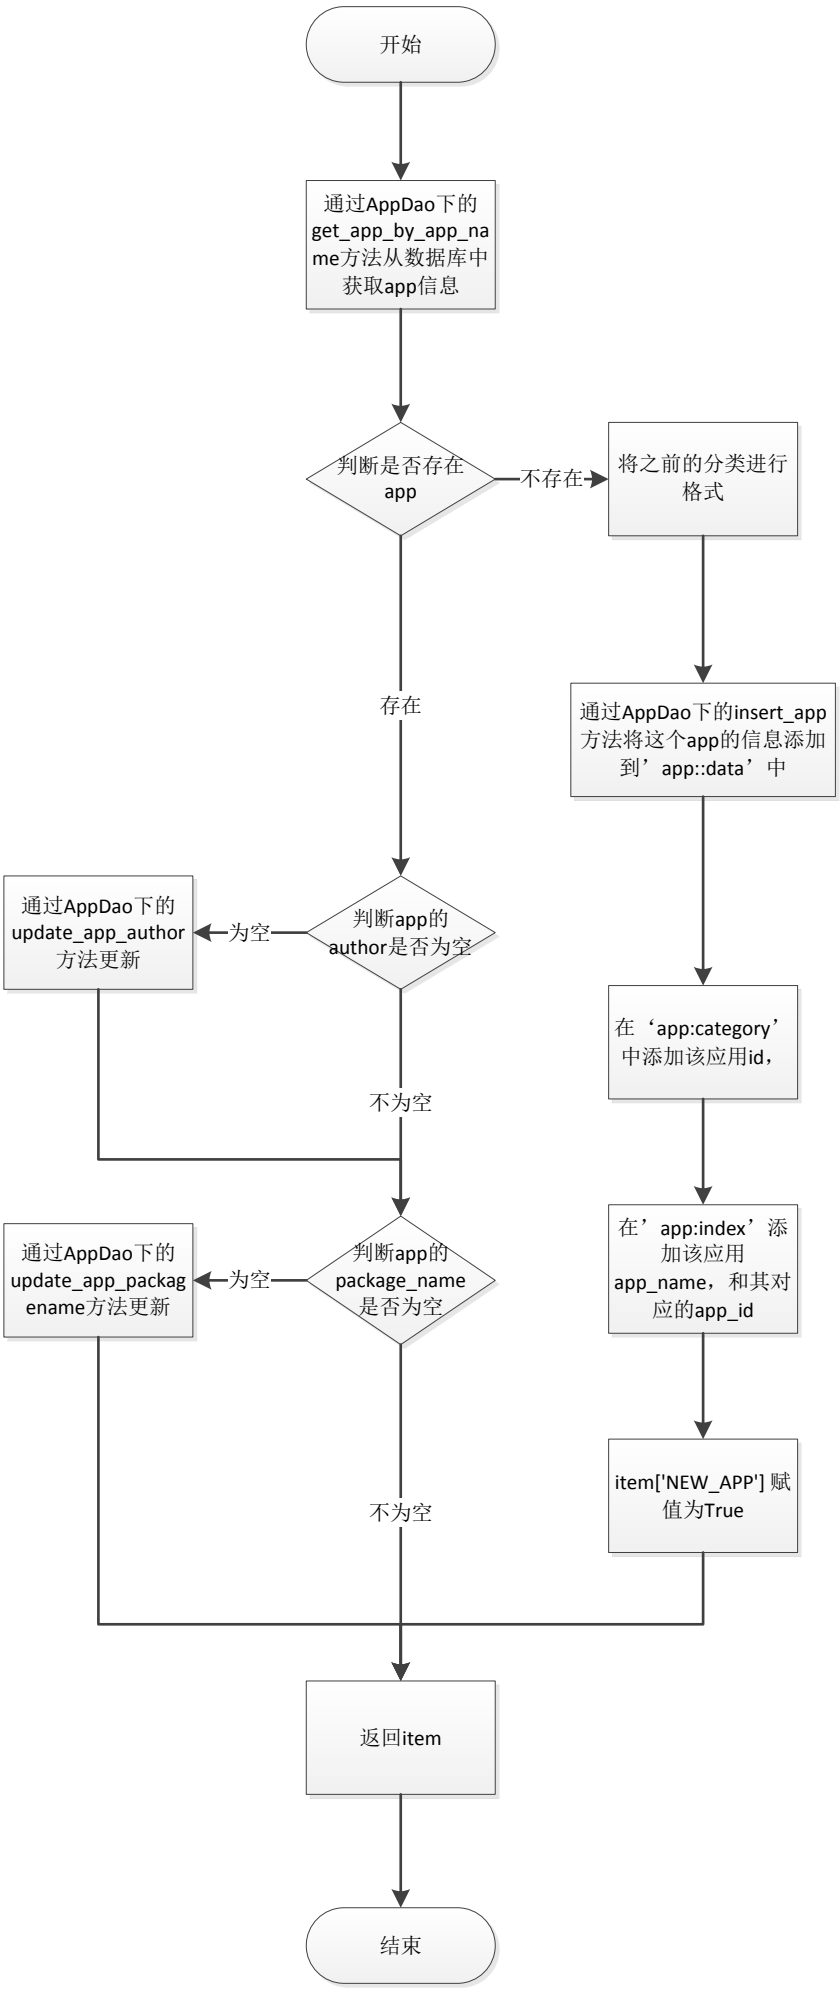 开始
通过AppDao下的
get_app_by_app_na
me方法从数据库中
获取app信息
判断是否存在
app
不存在
将之前的分类进行
格式
存在
通过AppDao下的insert_app
方法将这个app的信息添加
到’app::data’中
通过AppDao下的
update_app_author
方法更新
为空
判断app的
author是否为空
在‘app:category’
中添加该应用id，
不为空
通过AppDao下的
update_app_packag
ename方法更新
为空
判断app的
package_name
是否为空
在’app:index’添
加该应用
app_name，和其对
应的app_id
不为空
item['NEW_APP'] 赋
值为True
返回item
结束